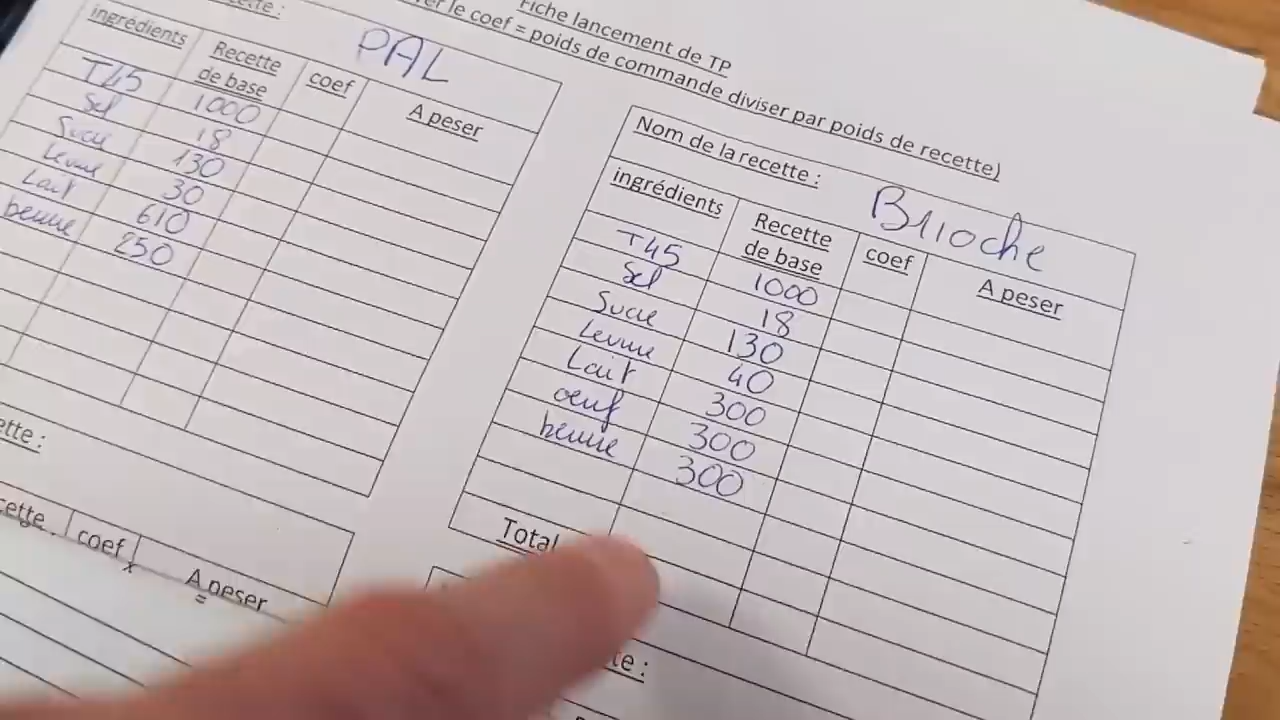 Fiche lancement de TP
le coef = poids de commande diviser par poids de recette)
PAL
ingrédients Recette de base coef A peser
T45 1000
Sel 18
Sucre 130
Levure 30
Lait 610
beurre 250
coef A peser
Nom de la recette : Brioche
ingrédients Recette de base coef A peser
T45 1000
Sel 18
Sucre 130
Levure 40
Lait 300
oeuf 300
beurre 300
Total